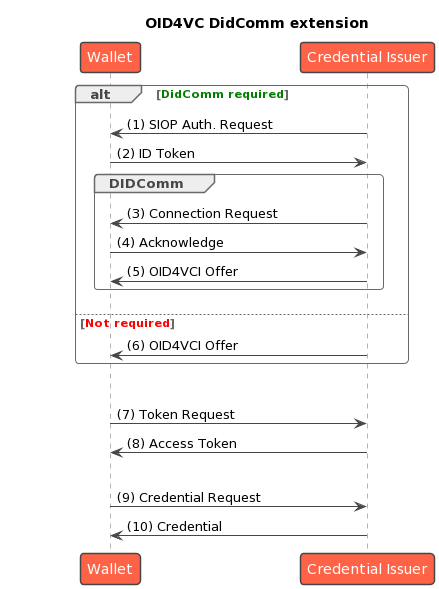 OID4VC DidComm extension
Wallet
Credential Issuer
alt
[DidComm required]
(1) SIOP Auth. Request
(2) ID Token
DIDComm
(3) Connection Request
(4) Acknowledge
(5) OID4VCI Offer
[Not required]
(6) OID4VCI Offer
(7) Token Request
(8) Access Token
(9) Credential Request
(10) Credential
Wallet
Credential Issuer